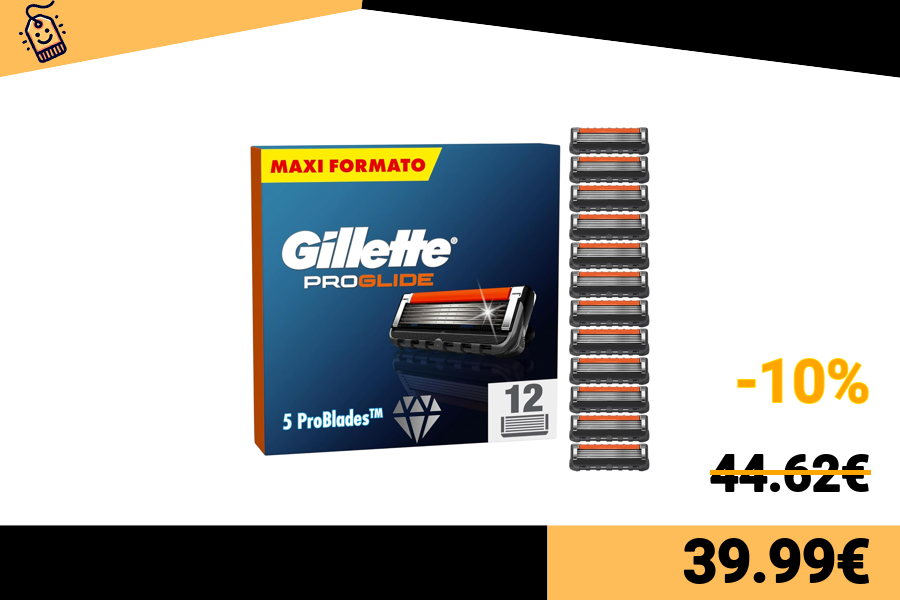 MAXI FORMATO
Gillette®
PROGLIDE
5 ProBlades™
12
-10%
44.62€
39.99€